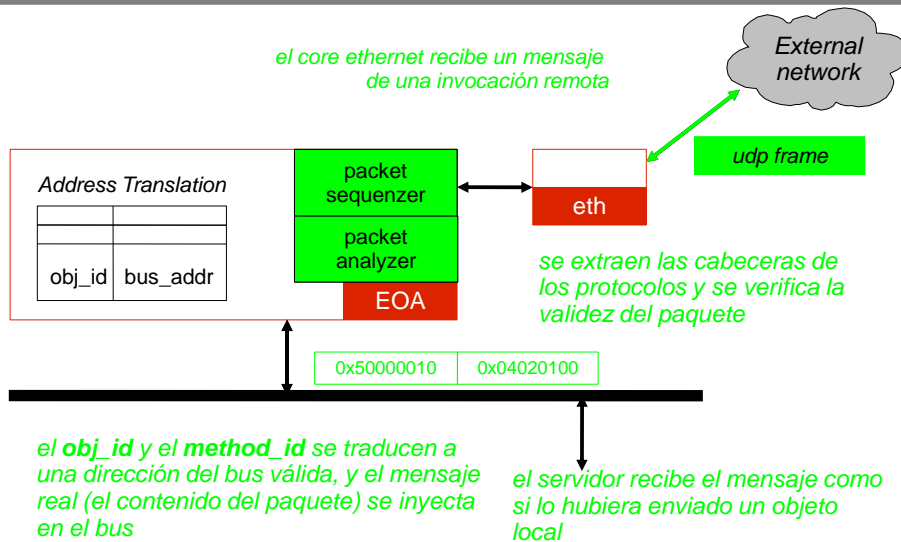 el core ethernet recibe un mensaje
de una invocación remota
External
network
udp frame
Address Translation
obj_id
bus_addr
packet
sequenzer
packet
analyzer
EOA
eth
se extraen las cabeceras de
los protocolos y se verifica la
validez del paquete
0x50000010
0x04020100
el obj_id y el method_id se traducen a
una dirección del bus válida, y el mensaje
real (el contenido del paquete) se inyecta
en el bus
el servidor recibe el mensaje como
si lo hubiera enviado un objeto
local